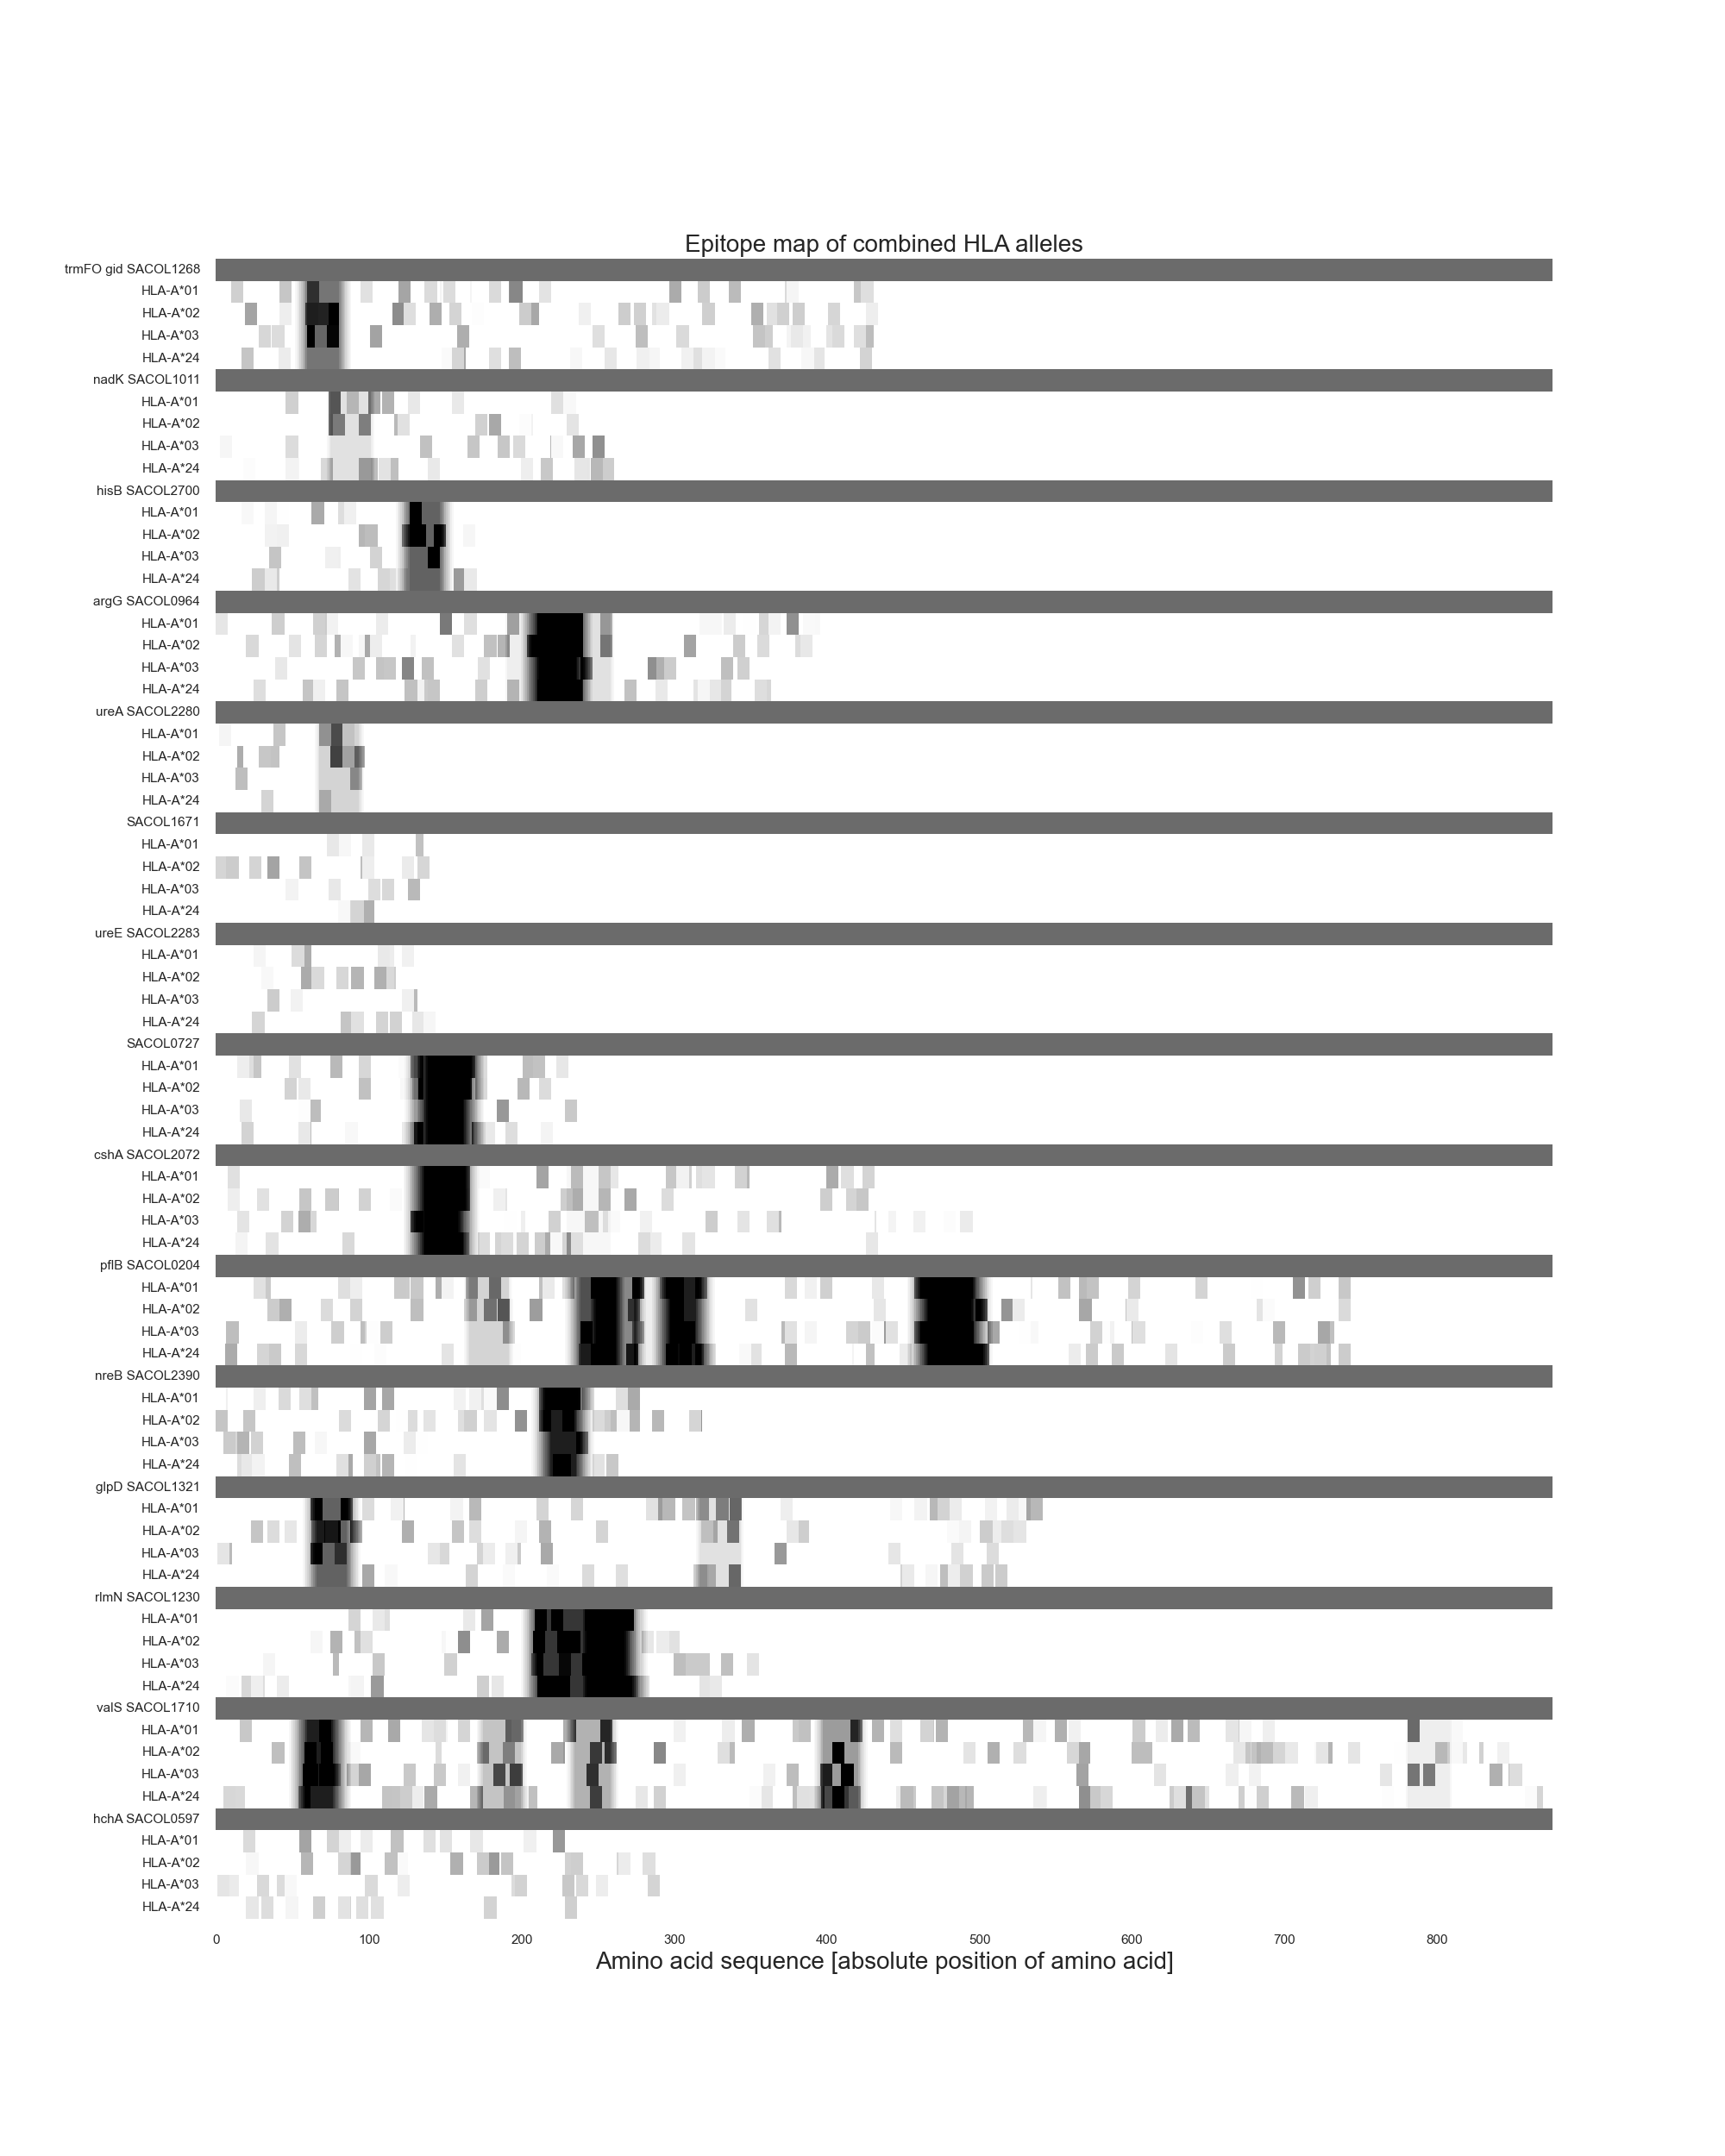 Epitope map of combined HLA alleles
trmFO gid SACOL1268
HLA-A*01
HLA-A*02
HLA-A*03
HLA-A*24
nadK SACOL1011
HLA-A*01
HLA-A*02
HLA-A*03
HLA-A*24
hisB SACOL2700
HLA-A*01
HLA-A*02
HLA-A*03
HLA-A*24
argG SACOL0964
HLA-A*01
HLA-A*02
HLA-A*03
HLA-A*24
ureA SACOL2280
HLA-A*01
HLA-A*02
HLA-A*03
HLA-A*24
SACOL1671
HLA-A*01
HLA-A*02
HLA-A*03
HLA-A*24
ureE SACOL2283
HLA-A*01
HLA-A*02
HLA-A*03
HLA-A*24
SACOL0727
HLA-A*01
HLA-A*02
HLA-A*03
HLA-A*24
cshA SACOL2072
HLA-A*01
HLA-A*02
HLA-A*03
HLA-A*24
pflB SACOL0204
HLA-A*01
HLA-A*02
HLA-A*03
HLA-A*24
nreB SACOL2390
HLA-A*01
HLA-A*02
HLA-A*03
HLA-A*24
glpD SACOL1321
HLA-A*01
HLA-A*02
HLA-A*03
HLA-A*24
rlmN SACOL1230
HLA-A*01
HLA-A*02
HLA-A*03
HLA-A*24
valS SACOL1710
HLA-A*01
HLA-A*02
HLA-A*03
HLA-A*24
hchA SACOL0597
HLA-A*01
HLA-A*02
HLA-A*03
HLA-A*24
0 100 200 300 400 500 600 700 800
Amino acid sequence [absolute position of amino acid]